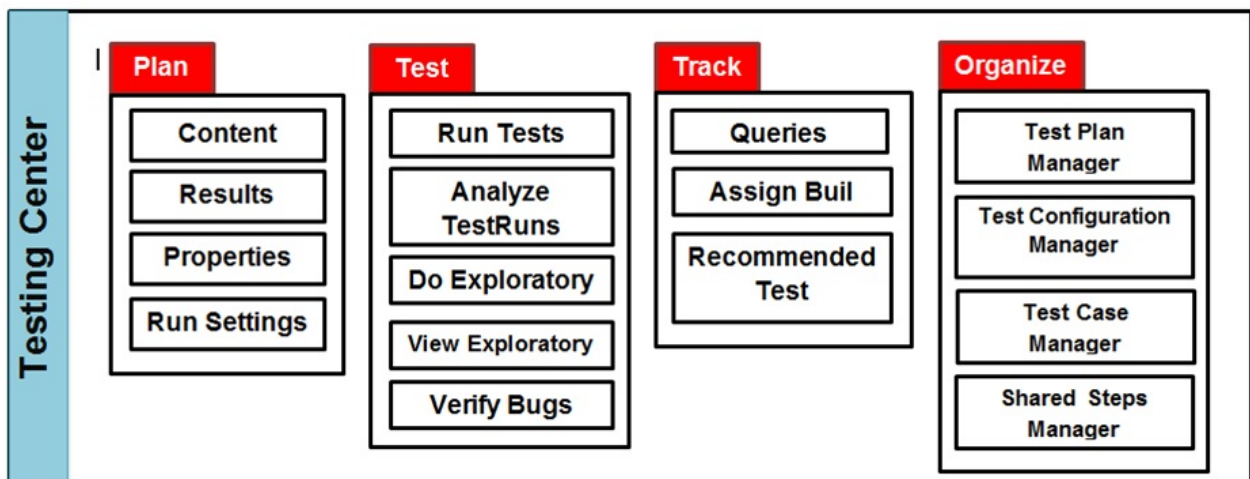 Testing Center
Plan
Content
Results
Properties
Run Settings
Test
Run Tests
Analyze
TestRuns
Do Exploratory
View Exploratory
Verify Bugs
Track
Queries
Assign Buil
Recommended
Test
Organize
Test Plan
Manager
Test Configuration
Manager
Test Case
Manager
Shared Steps
Manager